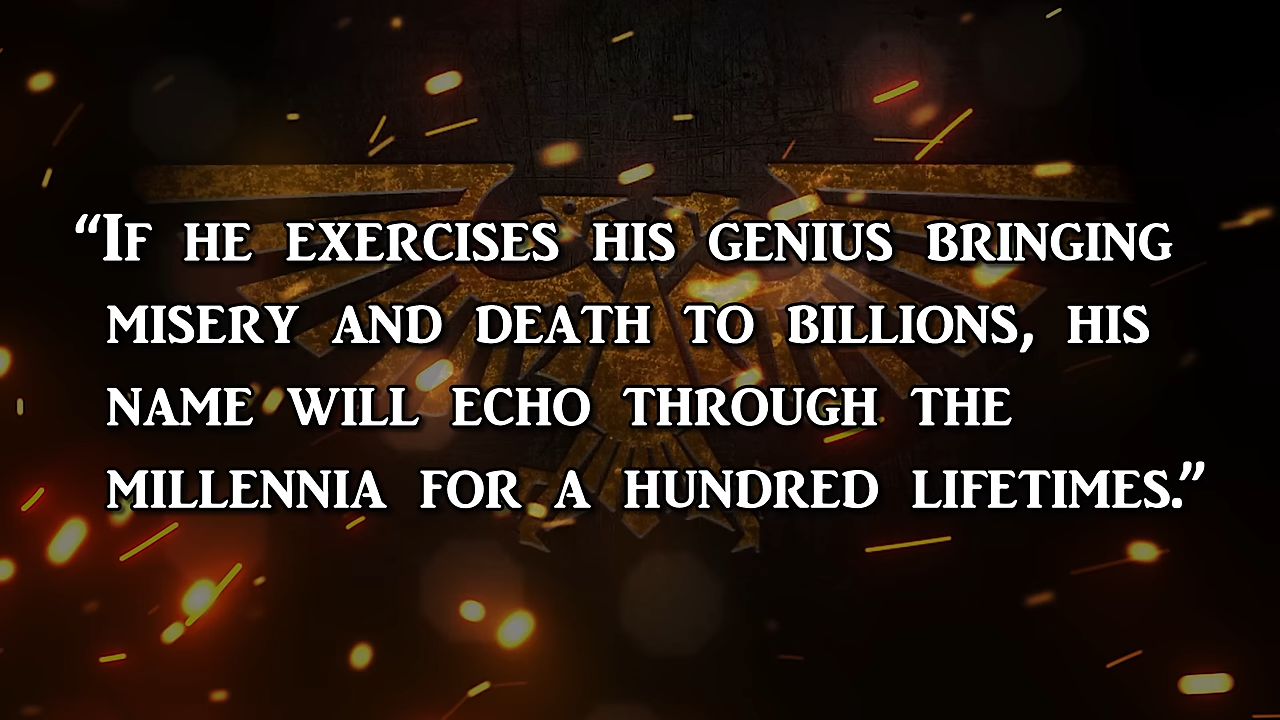 “If he exercises his genius bringing
misery and death to billions, his
name will echo through the
millennia for a hundred lifetimes.”